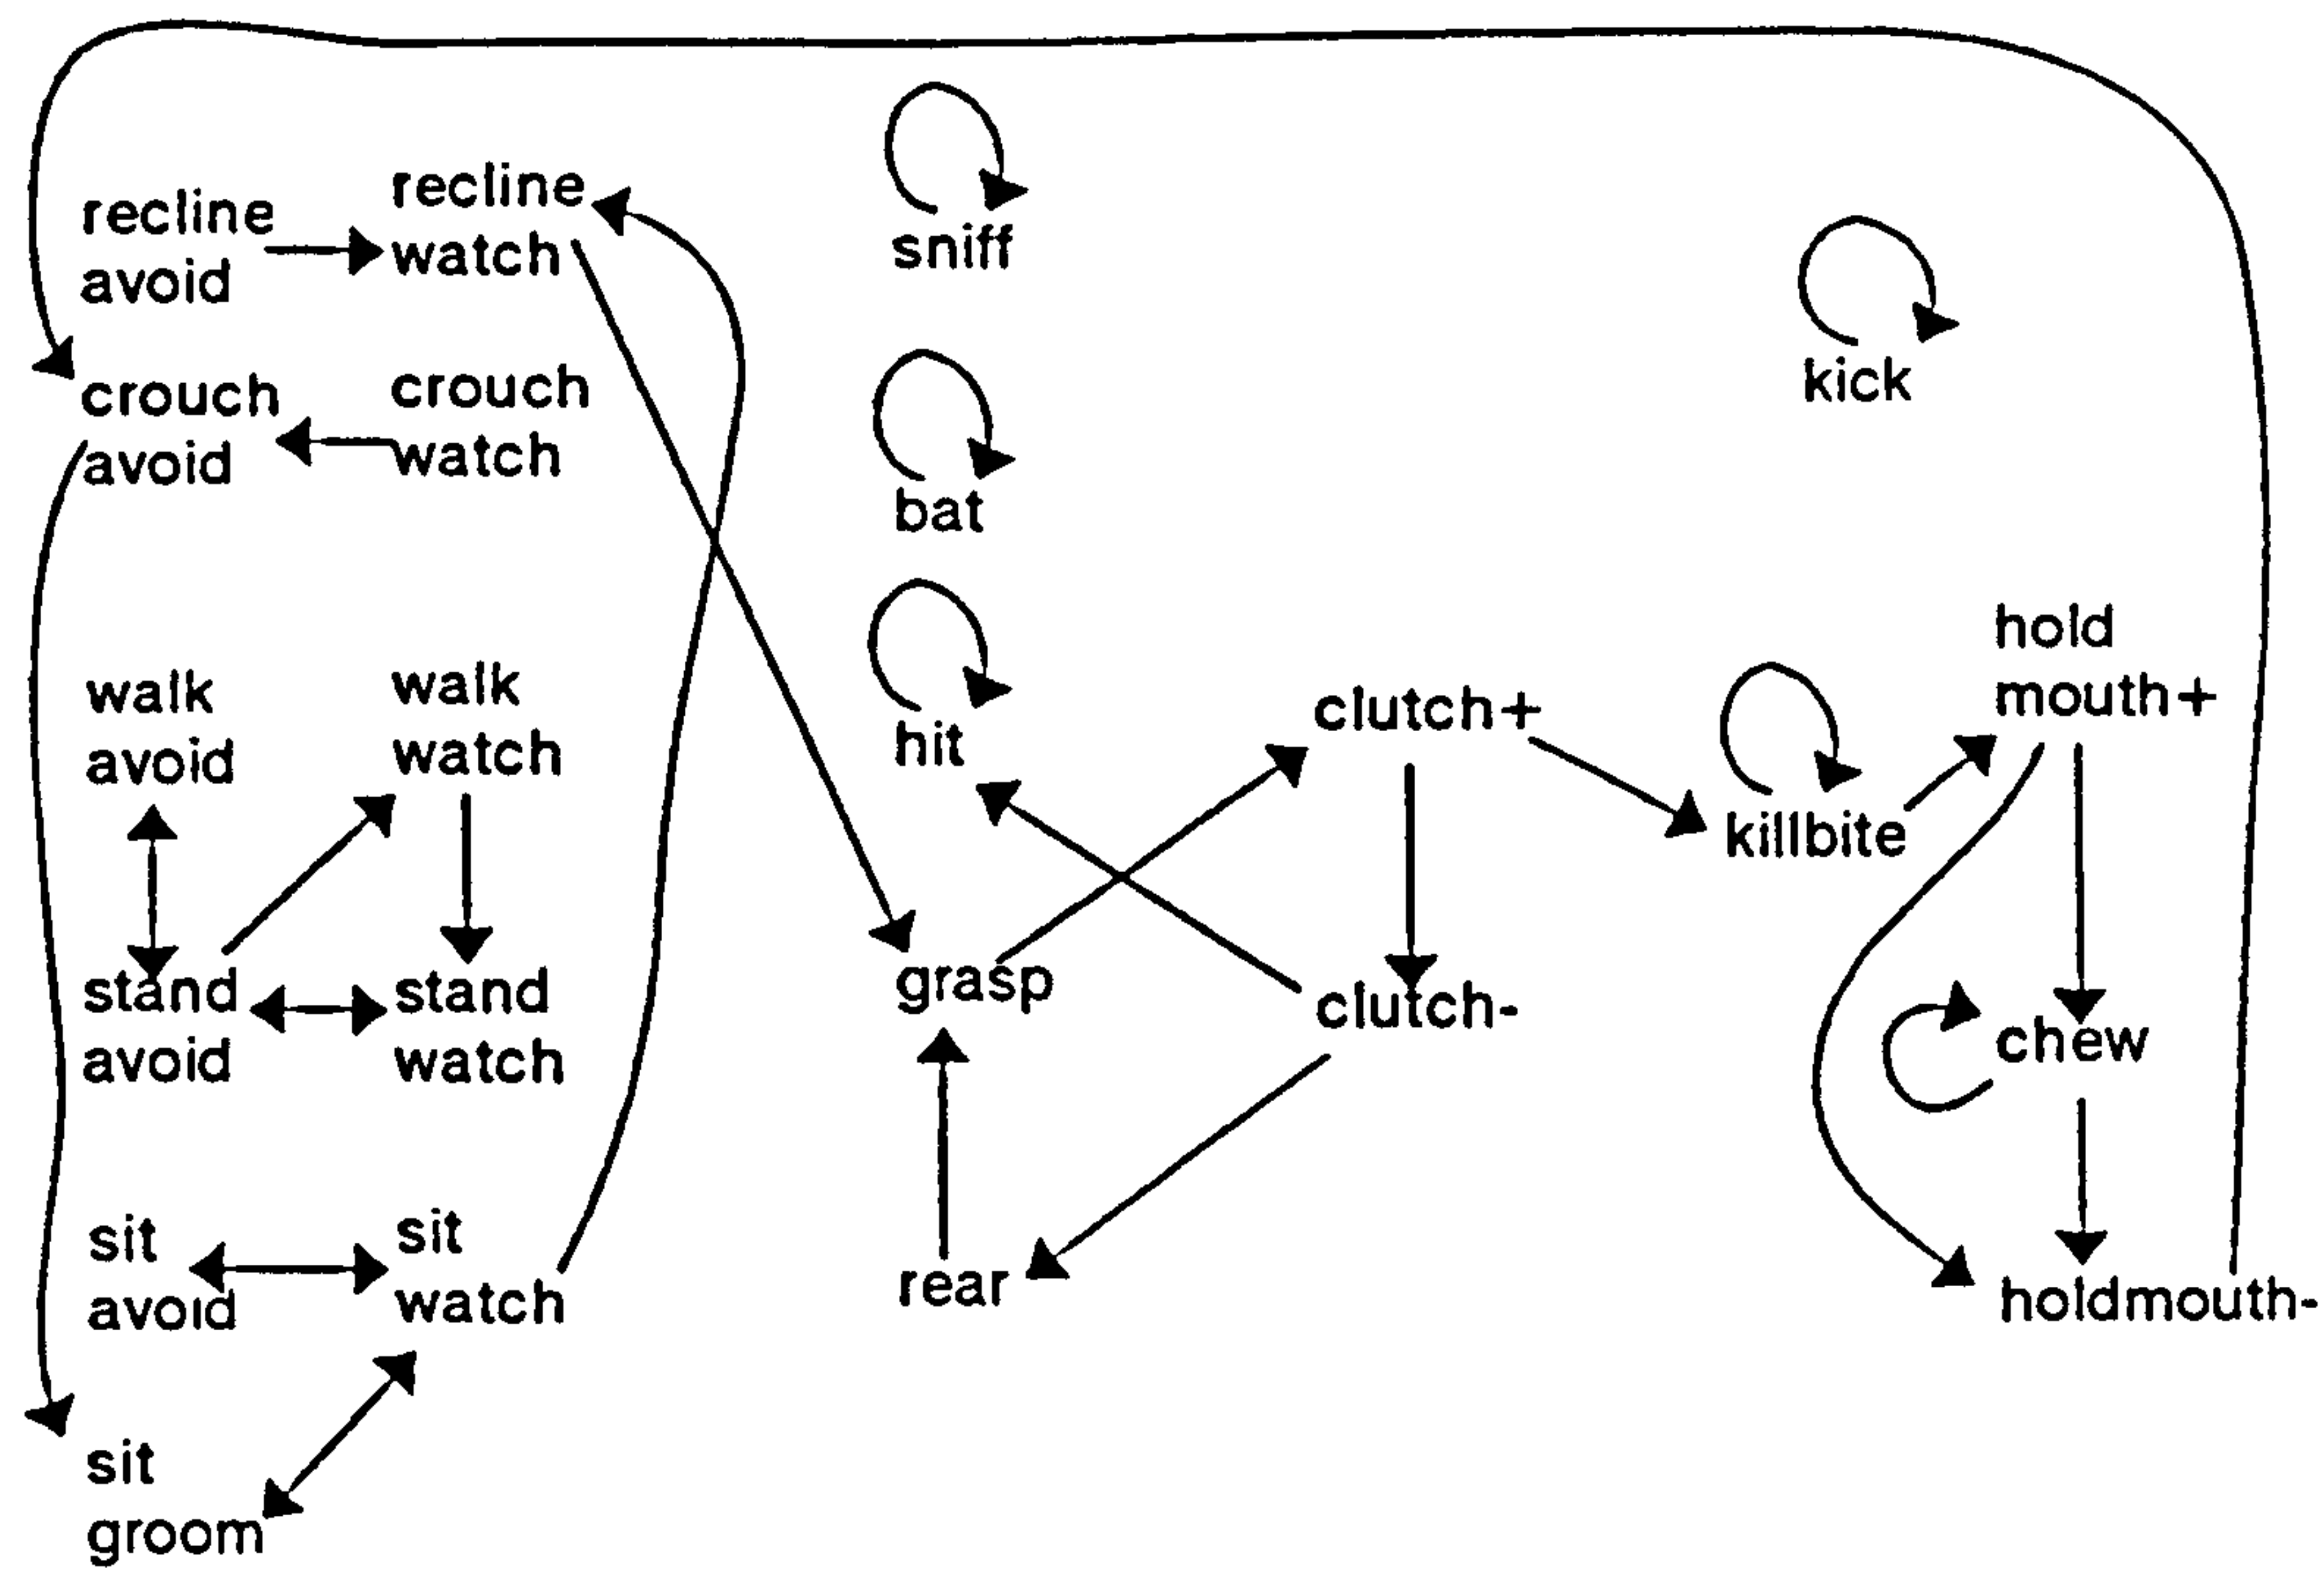 recline
avoid
recline
watch
sniff
kick
crouch
avoid
crouch
watch
bat
walk
avoid
walk
watch
hit
clutch+
killbite
hold
mouth+
stand
avoid
stand
watch
grasp
clutch-
chew
sit
avoid
sit
watch
rear
holdmouth-
sit
groom